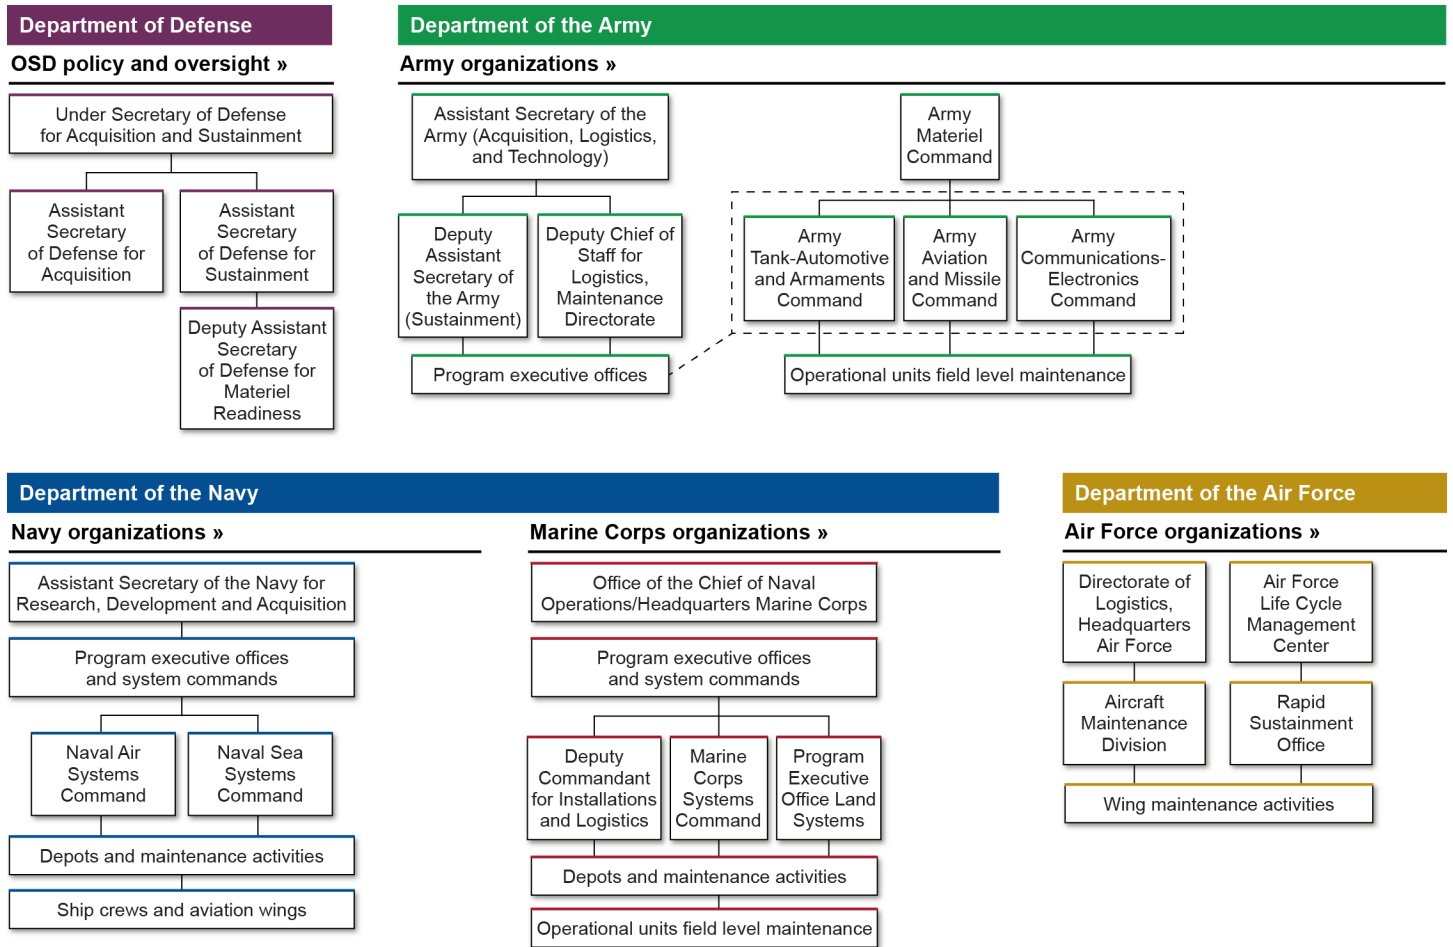 Department of Defense
OSD policy and oversight »
Under Secretary of Defense
for Acquisition and Sustainment
Assistant
Secretary
of Defense for
Acquisition
Assistant
Secretary
of Defense for
Sustainment
Deputy Assistant
Secretary
of Defense for
Materiel
Readiness
Department of the Army
Army organizations »
Assistant Secretary of the
Army (Acquisition, Logistics,
and Technology)
Deputy
Assistant
Secretary of
the Army
(Sustainment)
Deputy Chief of
Staff for
Logistics,
Maintenance
Directorate
Program executive offices
Army
Materiel
Command
Army
Tank-Automotive
and Armaments
Command
Army
Aviation
and Missile
Command
Army
Communications-
Electronics
Command
Operational units field level maintenance
Department of the Navy
Navy organizations »
Assistant Secretary of the Navy for
Research, Development and Acquisition
Program executive offices
and system commands
Naval Air
Systems
Command
Naval Sea
Systems
Command
Depots and maintenance activities
Ship crews and aviation wings
Marine Corps organizations »
Office of the Chief of Naval
Operations/Headquarters Marine Corps
Program executive offices
and system commands
Deputy
Commandant
for Installations
and Logistics
Marine
Corps
Systems
Command
Program
Executive
Office Land
Systems
Depots and maintenance activities
Operational units field level maintenance
Department of the Air Force
Air Force organizations »
Directorate of
Logistics,
Headquarters
Air Force
Air Force
Life Cycle
Management
Center
Aircraft
Maintenance
Division
Rapid
Sustainment
Office
Wing maintenance activities